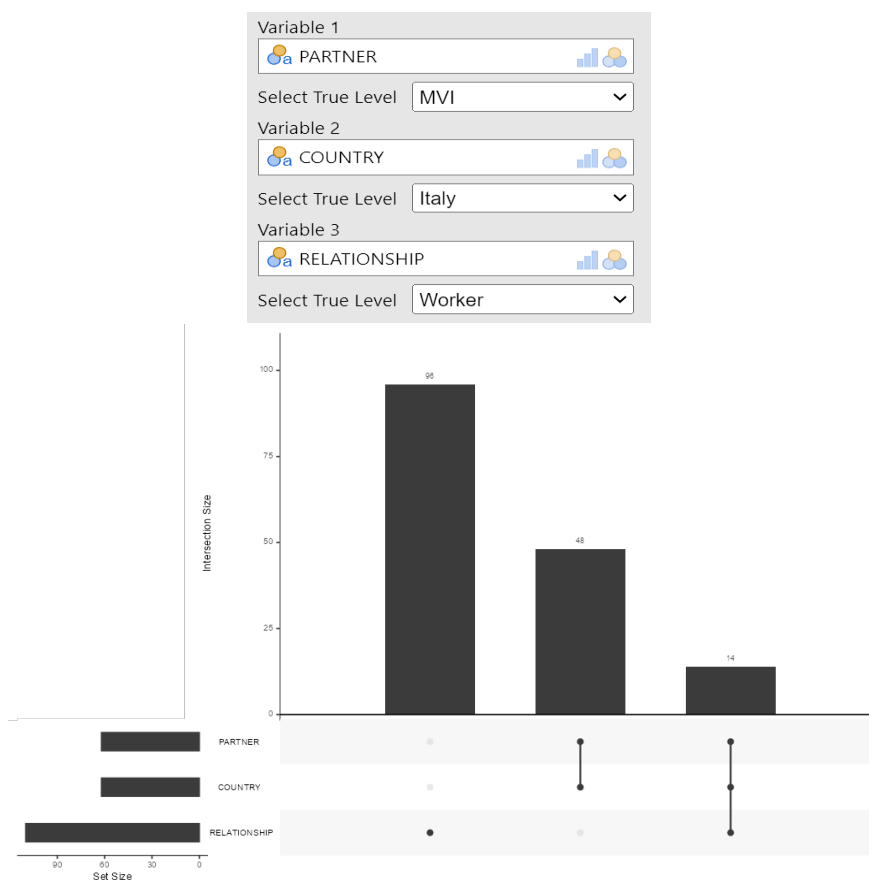 Variable 1
PARTNER
Select True Level MVI
Variable 2
COUNTRY
Select True Level Italy
Variable 3
RELATIONSHIP
Select True Level Worker
100
75
50
25
0
Intersection Size
96
48
14
PARTNER
COUNTRY
RELATIONSHIP
90 60 30 0
Set Size